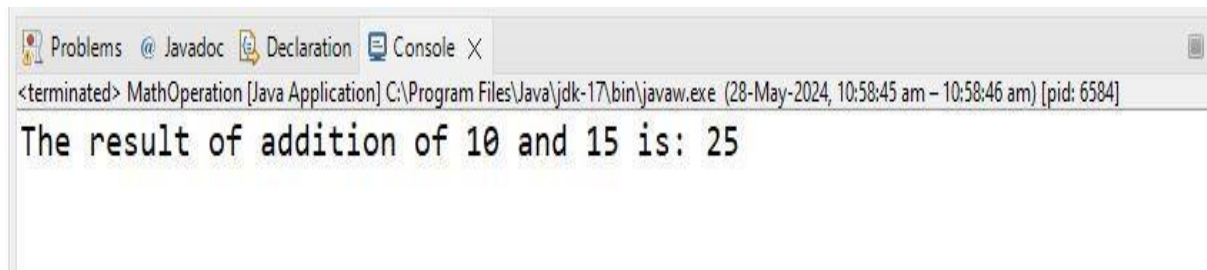 Problems @ Javadoc Declaration Console
<terminated> MathOperation [Java Application] C:\Program Files\Java\jdk-17\bin\javaw.exe (28-May-2024, 10:58:45 am – 10:58:46 am) [pid: 6584]
The result of addition of 10 and 15 is: 25